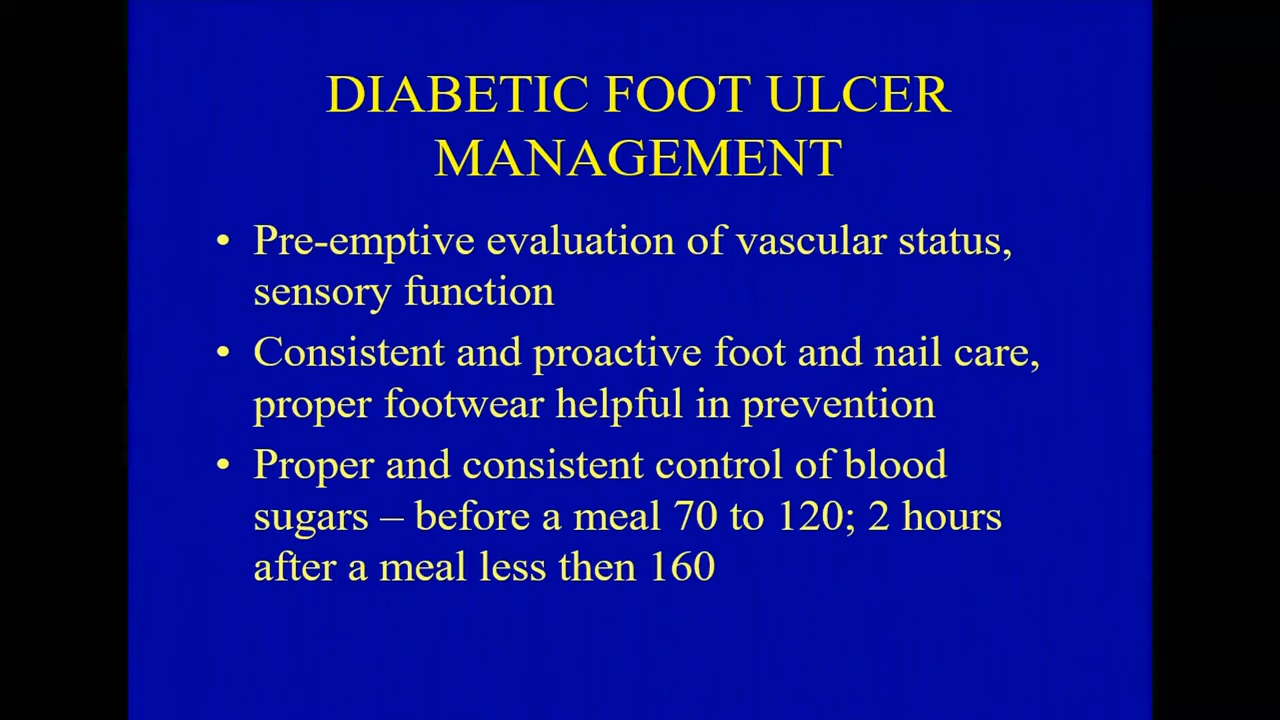 DIABETIC FOOT ULCER
MANAGEMENT
• Pre-emptive evaluation of vascular status,
sensory function
• Consistent and proactive foot and nail care,
proper footwear helpful in prevention
• Proper and consistent control of blood
sugars – before a meal 70 to 120; 2 hours
after a meal less then 160